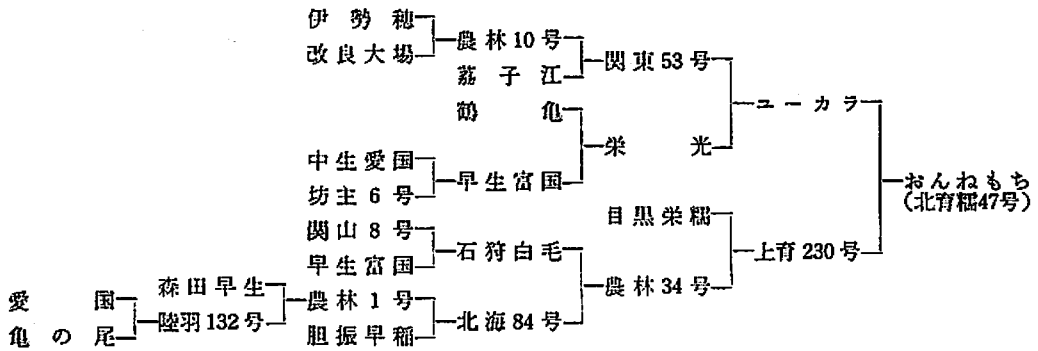 伊勢穂
改良大場
農林10号
茘子江
関東53号
鶴亀
中生愛国
坊主6号
早生富国
栄光
ユーカラ
関山8号
早生富国
石狩白毛
愛国
亀の尾
森田早生
陸羽132号
農林1号
胆振早稲
北海84号
農林34号
目黒栄糯
上育230号
おんねもち
(北育糯47号)